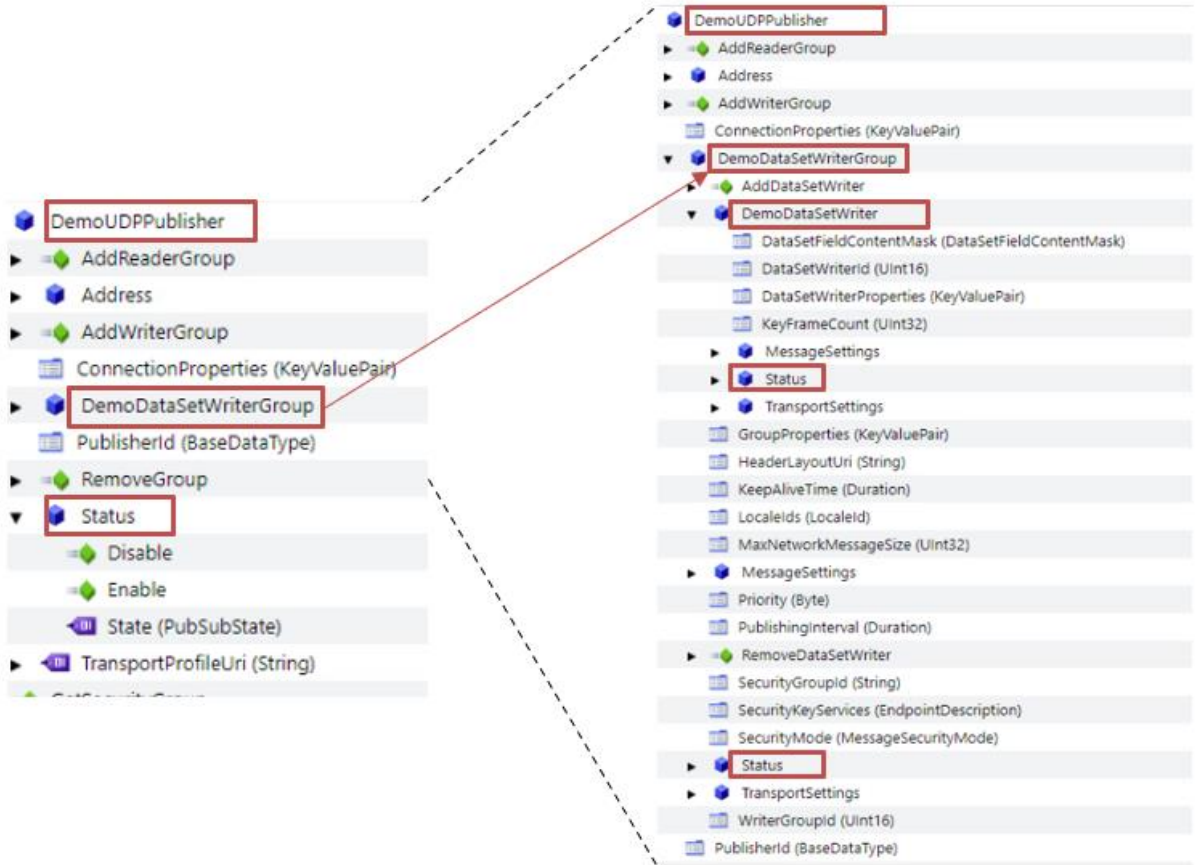 DemoUDPPublisher
AddReaderGroup
Address
AddWriterGroup
ConnectionProperties (KeyValuePair)
DemoDataSetWriterGroup
PublisherId (BaseDataType)
RemoveGroup
Status
Disable
Enable
State (PubSubState)
TransportProfileUri (String)
DemoUDPPublisher
AddReaderGroup
Address
AddWriterGroup
ConnectionProperties (KeyValuePair)
DemoDataSetWriterGroup
AddDataSetWriter
DemoDataSetWriter
DataSetFieldContentMask (DataSetFieldContentMask)
DataSetWriterId (UInt16)
DataSetWriterProperties (KeyValuePair)
KeyFrameCount (UInt32)
MessageSettings
Status
TransportSettings
GroupProperties (KeyValuePair)
HeaderLayoutUri (String)
KeepAliveTime (Duration)
LocaleIds (LocaleId)
MaxNetworkMessageSize (UInt32)
MessageSettings
Priority (Byte)
PublishingInterval (Duration)
RemoveDataSetWriter
SecurityGroupId (String)
SecurityKeyServices (EndpointDescription)
SecurityMode (MessageSecurityMode)
Status
TransportSettings
WriterGroupId (UInt16)
PublisherId (BaseDataType)